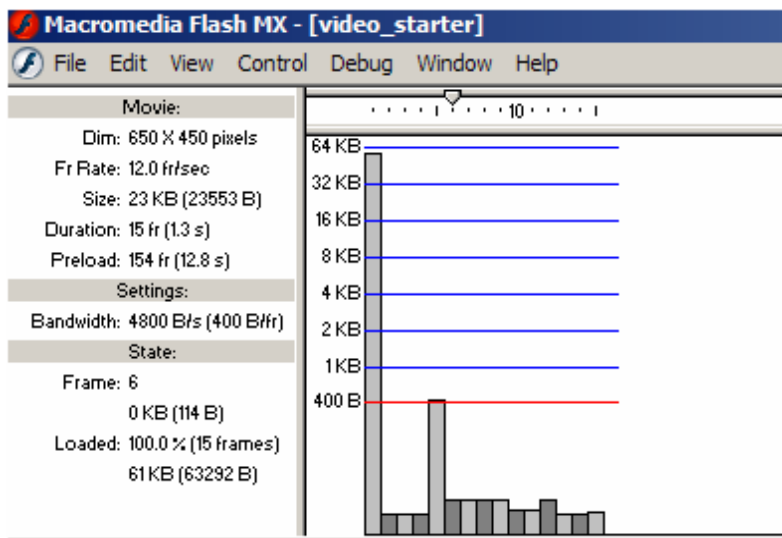 Macromedia Flash MX - [video_starter]
File Edit View Control Debug Window Help
Movie:
Dim: 650 X 450 pixels
Fr Rate: 12.0 fr/sec
Size: 23 KB (23553 B)
Duration: 15 fr (1.3 s)
Preload: 154 fr (12.8 s)
Settings:
Bandwidth: 4800 B/s (400 B/fr)
State:
Frame: 6
0 KB (114 B)
Loaded: 100.0 % (15 frames)
61 KB (63292 B)
10
64 KB
32 KB
16 KB
8 KB
4 KB
2 KB
1 KB
400 B